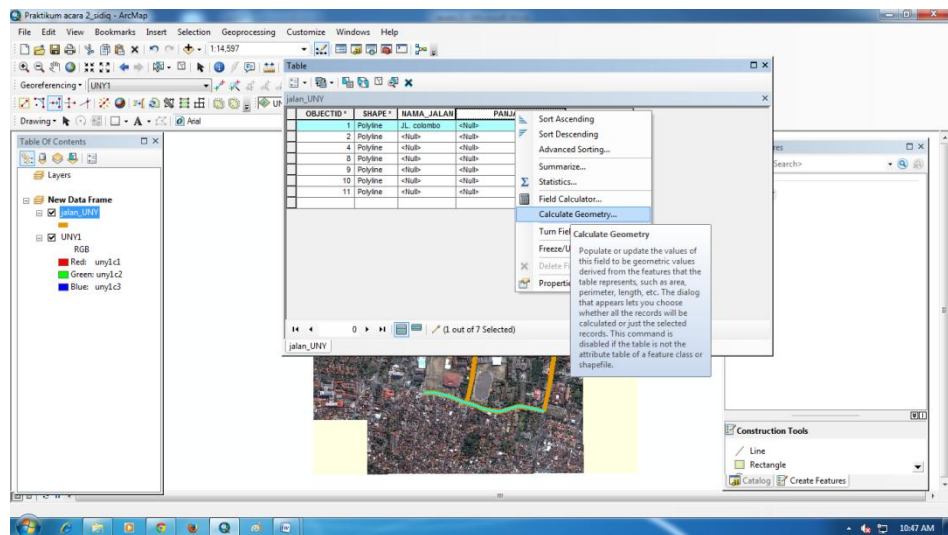 Praktikum acara 2_sidiq - ArcMap
File Edit View Bookmarks Insert Selection Geoprocessing Customize Windows Help
1:14,597
Table
Georeferencing UNY1
jalan_UNY
OBJECTID * SHAPE * NAMA_JALAN PANJA
1 Polyline JL. colombo <Null>
2 Polyline <Null> <Null>
4 Polyline <Null> <Null>
8 Polyline <Null> <Null>
9 Polyline <Null> <Null>
10 Polyline <Null> <Null>
11 Polyline <Null> <Null>
Sort Ascending
Sort Descending
Advanced Sorting...
Summarize...
Statistics...
Field Calculator...
Calculate Geometry...
Turn Fiel
Freeze/U
Delete Fi
Properti
Calculate Geometry
Populate or update the values of
this field to be geometric values
derived from the features that the
table represents, such as area,
perimeter, length, etc. The dialog
that appears lets you choose
whether all the records will be
calculated or just the selected
records. This command is
disabled if the table is not the
attribute table of a feature class or
shapefile.
0 (1 out of 7 Selected)
jalan_UNY
Drawing A Arial
Table Of Contents
Layers
New Data Frame
jalan_UNY
UNY1
RGB
Red: uny1c1
Green: uny1c2
Blue: uny1c3
Search>
Construction Tools
Line
Rectangle
Catalog Create Features
10:47 AM